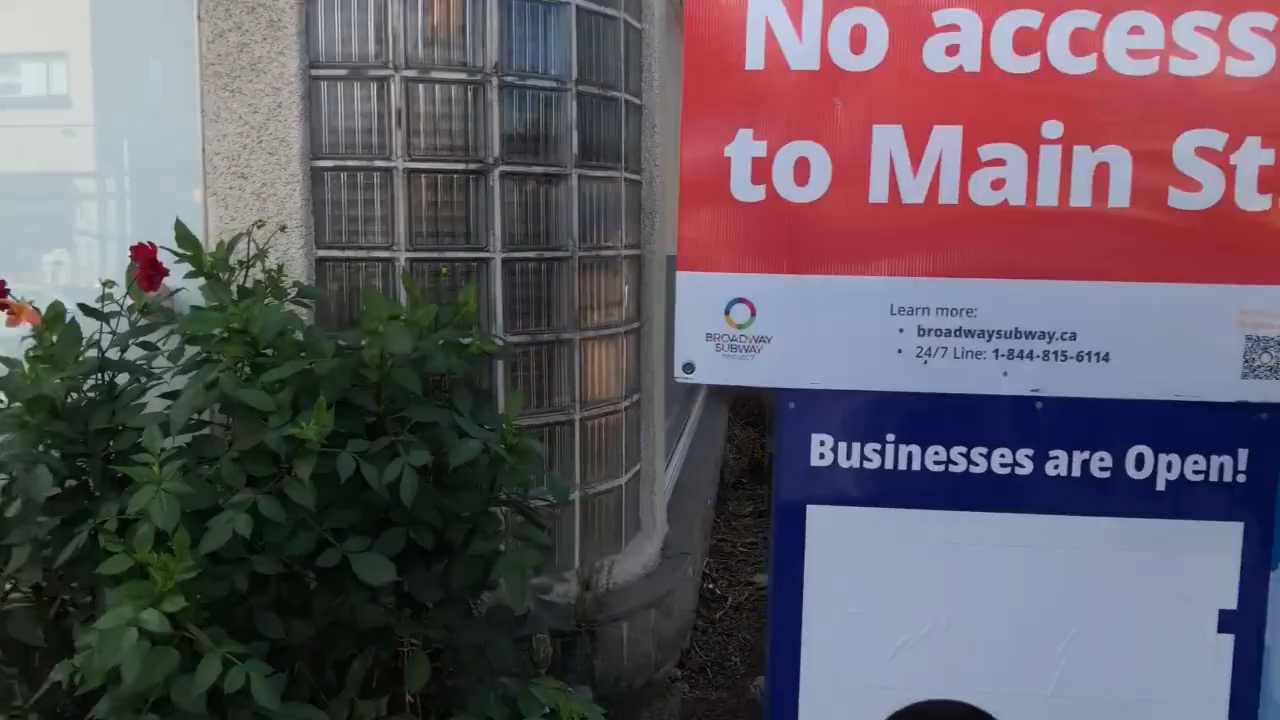 No access
to Main St
BROADWAY
SUBWAY
PROJECT
Learn more:
• broadwaysubway.ca
• 24/7 Line: 1-844-815-6114
Businesses are Open!